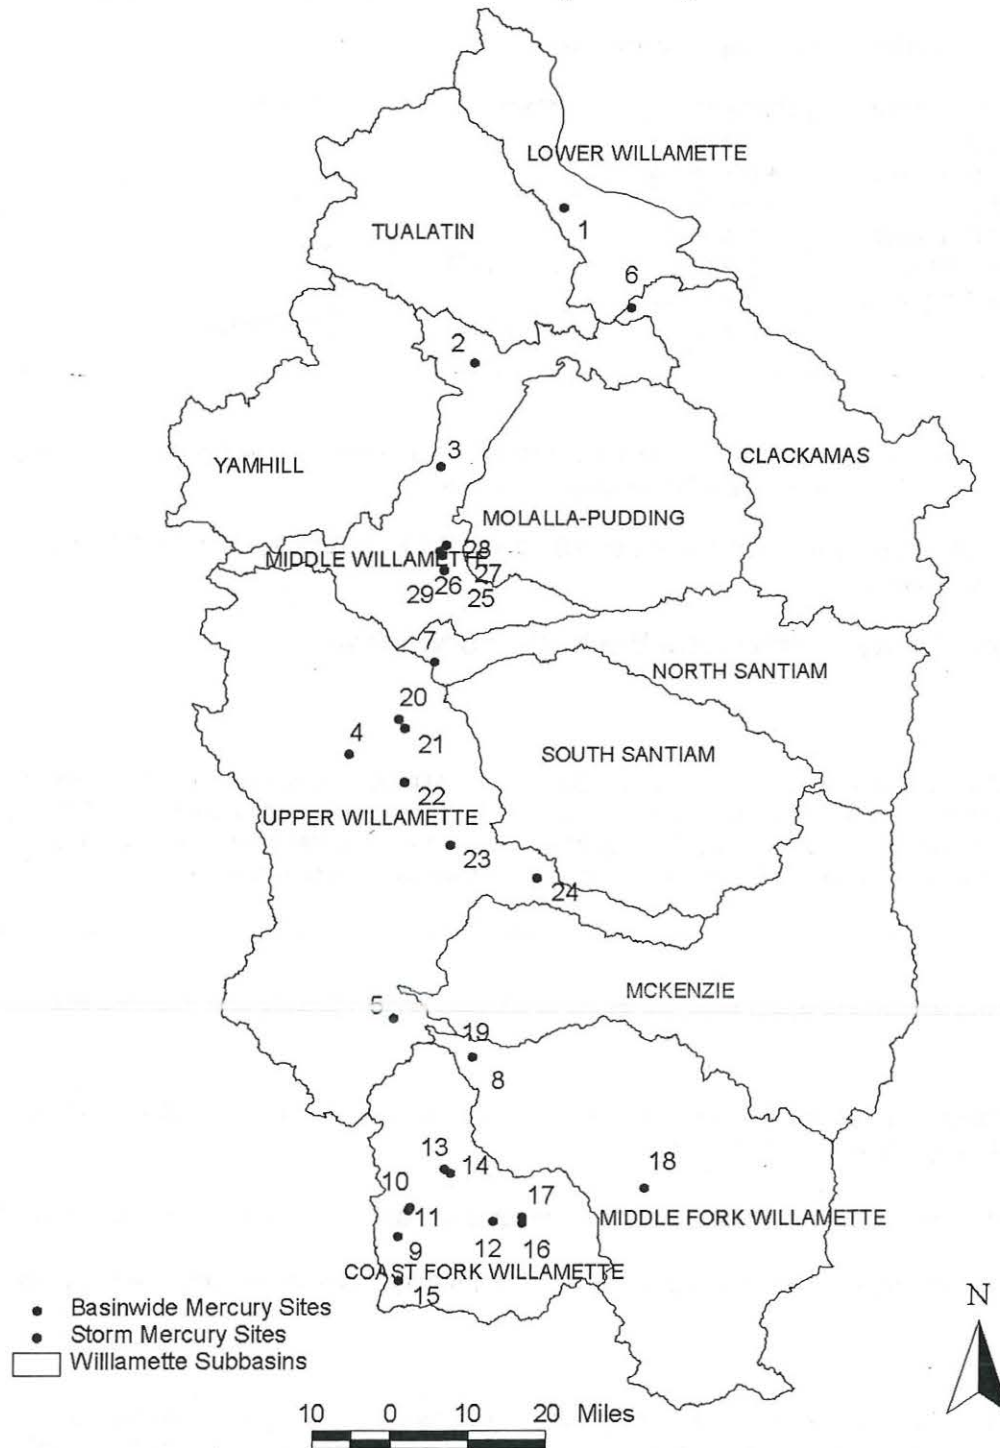 LOWER WILLAMETTE
1
TUALATIN
6
2
3
CLACKAMAS
YAMHILL
MOLALLA-PUDDING
28
MIDDLE WILLAMETTE
27
26
29
25
7
NORTH SANTIAM
20
4
21
SOUTH SANTIAM
22
UPPER WILLAMETTE
23
24
MCKENZIE
5
19
8
13
14
18
10
17
11
MIDDLE FORK WILLAMETTE
9
12
16
COAST FORK WILLAMETTE
15
Basinwide Mercury Sites
Storm Mercury Sites
Willlamette Subbasins
N
10 0 10 20 Miles